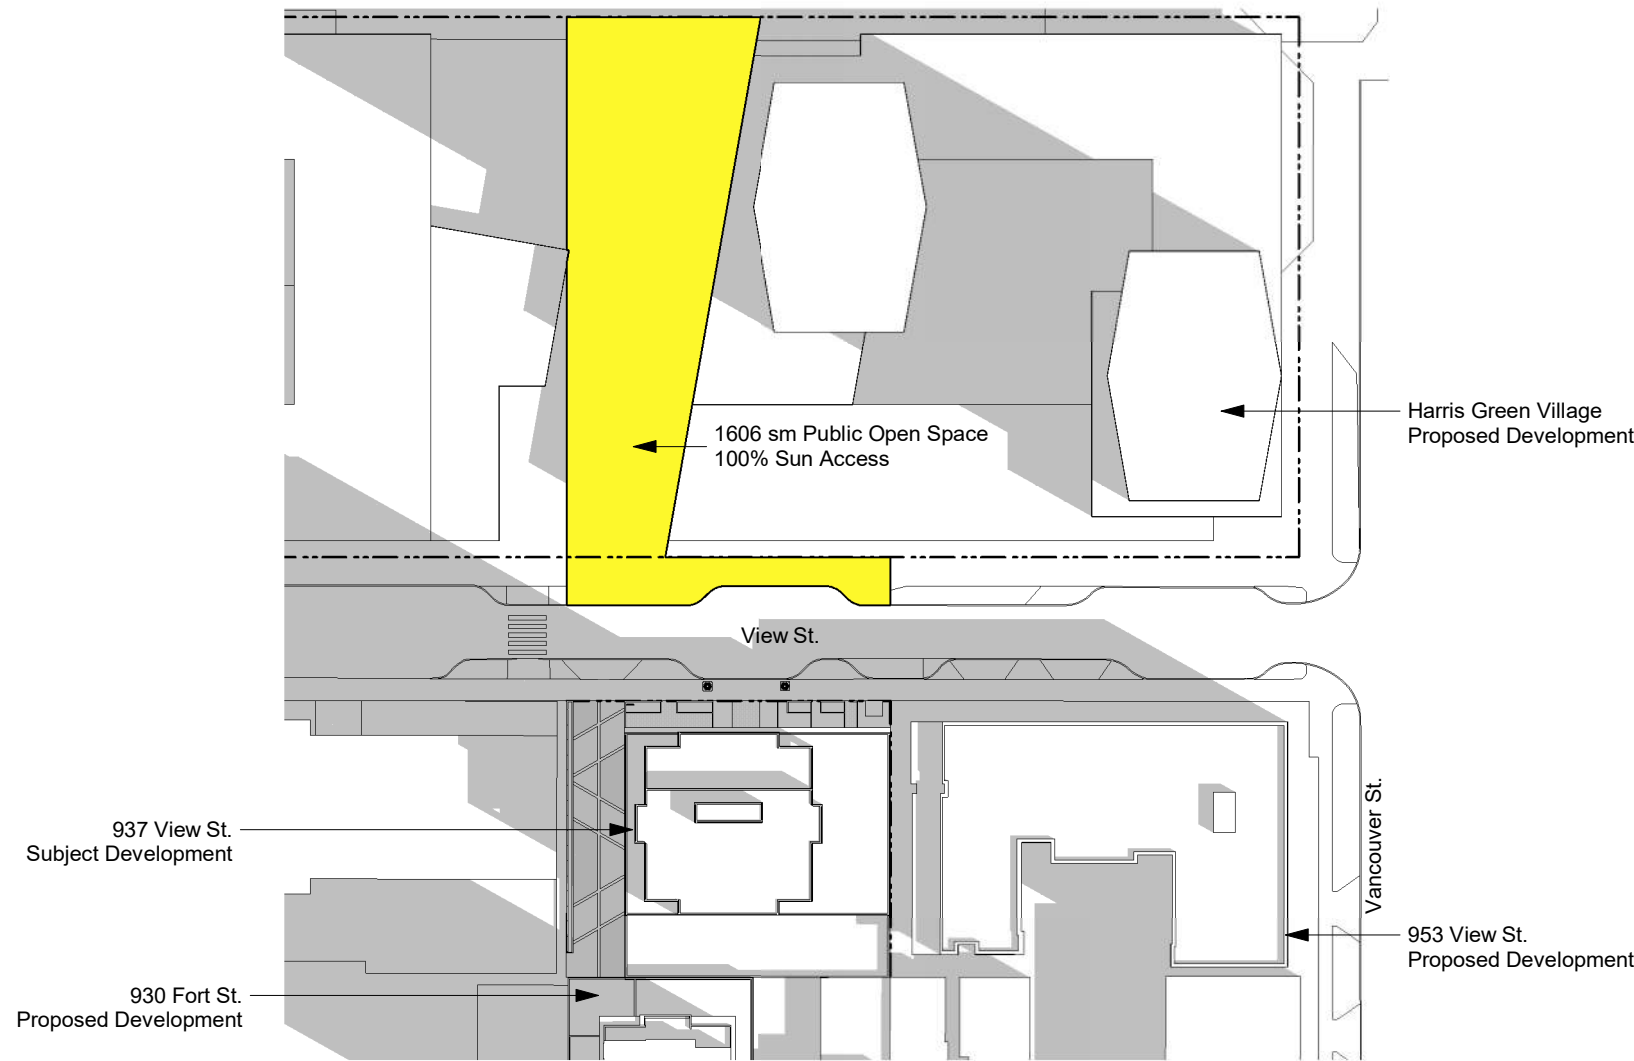 Harris Green Village
Proposed Development
1606 sm Public Open Space
100% Sun Access
View St.
Vancouver St.
937 View St.
Subject Development
953 View St.
Proposed Development
930 Fort St.
Proposed Development